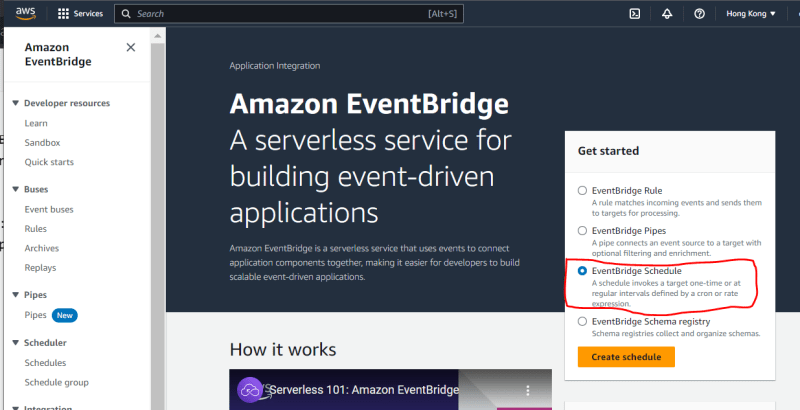 aws
Services
Search
[Alt+S]
Hong Kong
Amazon
EventBridge
Developer resources
Learn
Sandbox
Quick starts
Buses
Event buses
Rules
Archives
Replays
Pipes
Pipes New
Scheduler
Schedules
Schedule group
Integration
Application Integration
Amazon EventBridge
A serverless service for
building event-driven
applications
Amazon EventBridge is a serverless service that uses events to connect
application components together, making it easier for developers to build
scalable event-driven applications.
Get started
EventBridge Rule
A rule matches incoming events and sends them
to targets for processing.
EventBridge Pipes
A pipe connects an event source to a target with
optional filtering and enrichment.
EventBridge Schedule
A schedule invokes a target one-time or at
regular intervals defined by a cron or rate
expression.
EventBridge Schema registry
Schema registries collect and organize schemas.
Create schedule
How it works
Serverless 101: Amazon EventBridge